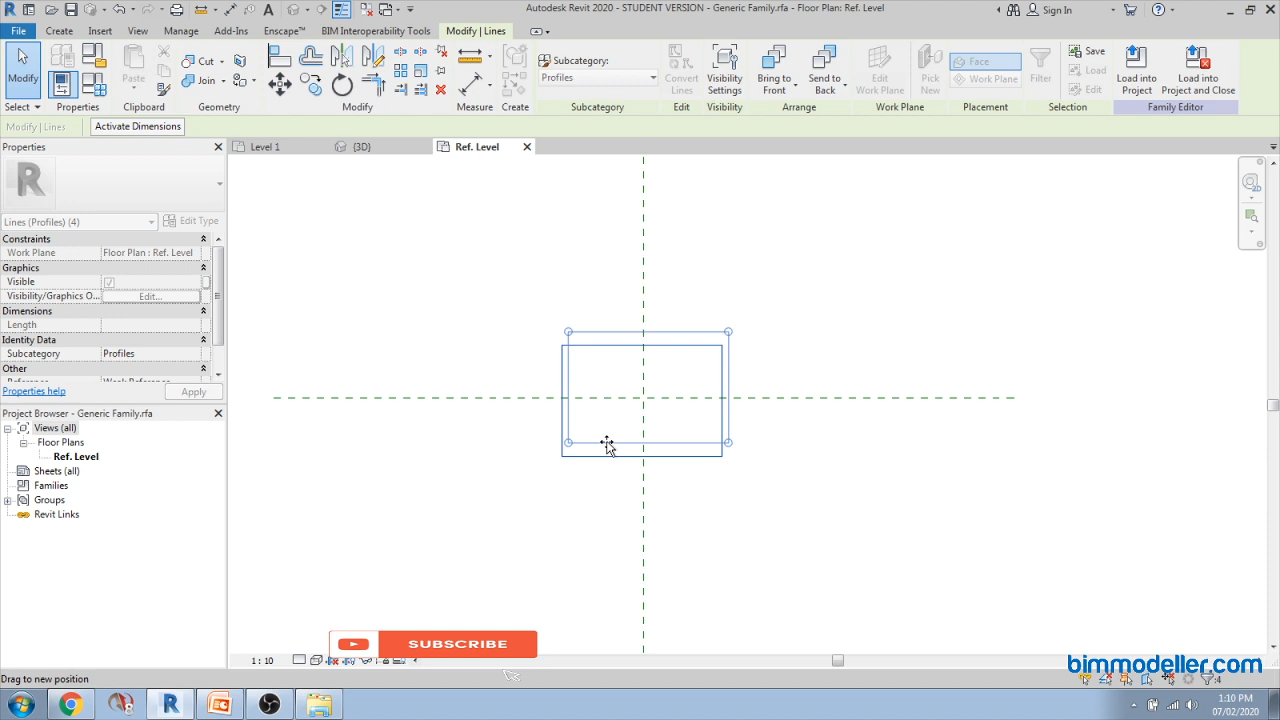 Autodesk Revit 2020 - STUDENT VERSION - Generic Family.rfa - Floor Plan: Ref. Level
Sign In
File Create Insert View Manage Add-Ins Enscape™ BIM Interoperability Tools Modify | Lines
Modify
Select
Properties
Paste
Clipboard
Cut
Join
Geometry
Modify
Measure
Create
Subcategory:
Profiles
Subcategory
Convert Lines
Edit
Visibility Settings
Visibility
Bring to Front
Send to Back
Arrange
Edit Work Plane
Work Plane
Pick New
Face
Work Plane
Placement
Filter
Save
Load
Edit
Selection
Load into Project
Load into Project and Close
Family Editor
Modify | Lines
Activate Dimensions
Properties
Level 1
{3D}
Ref. Level
R
Lines (Profiles) (4)
Edit Type
Constraints
Work Plane Floor Plan : Ref. Level
Graphics
Visible
Visibility/Graphics O... Edit...
Dimensions
Length
Identity Data
Subcategory Profiles
Other
Properties help
Apply
Project Browser - Generic Family.rfa
Views (all)
Floor Plans
Ref. Level
Sheets (all)
Families
Groups
Revit Links
2D
SUBSCRIBE
1 : 10
bimmodeller.com
Drag to new position
:4
1:10 PM
07/02/2020